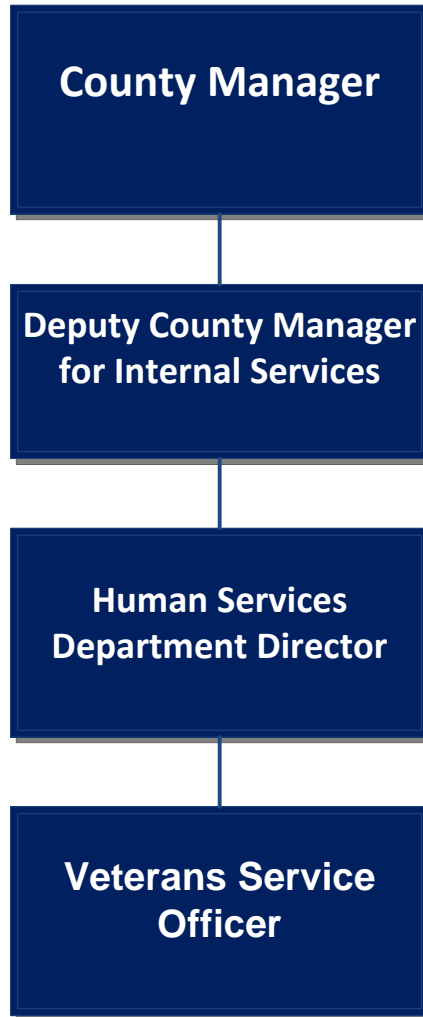 County Manager
Deputy County Manager
for Internal Services
Human Services
Department Director
Veterans Service
Officer